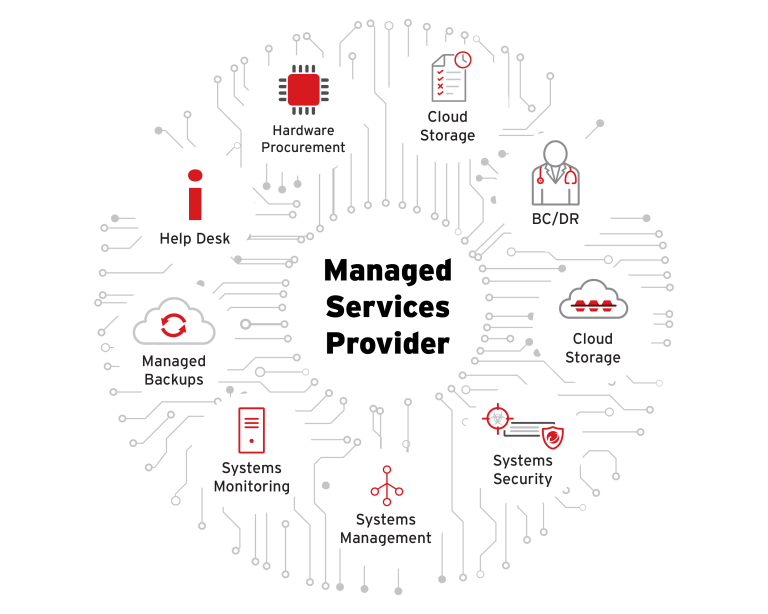 Hardware
Procurement
Cloud
Storage
BC/DR
Help Desk
Managed
Services
Provider
Cloud
Storage
Managed
Backups
Systems
Security
Systems
Monitoring
Systems
Management